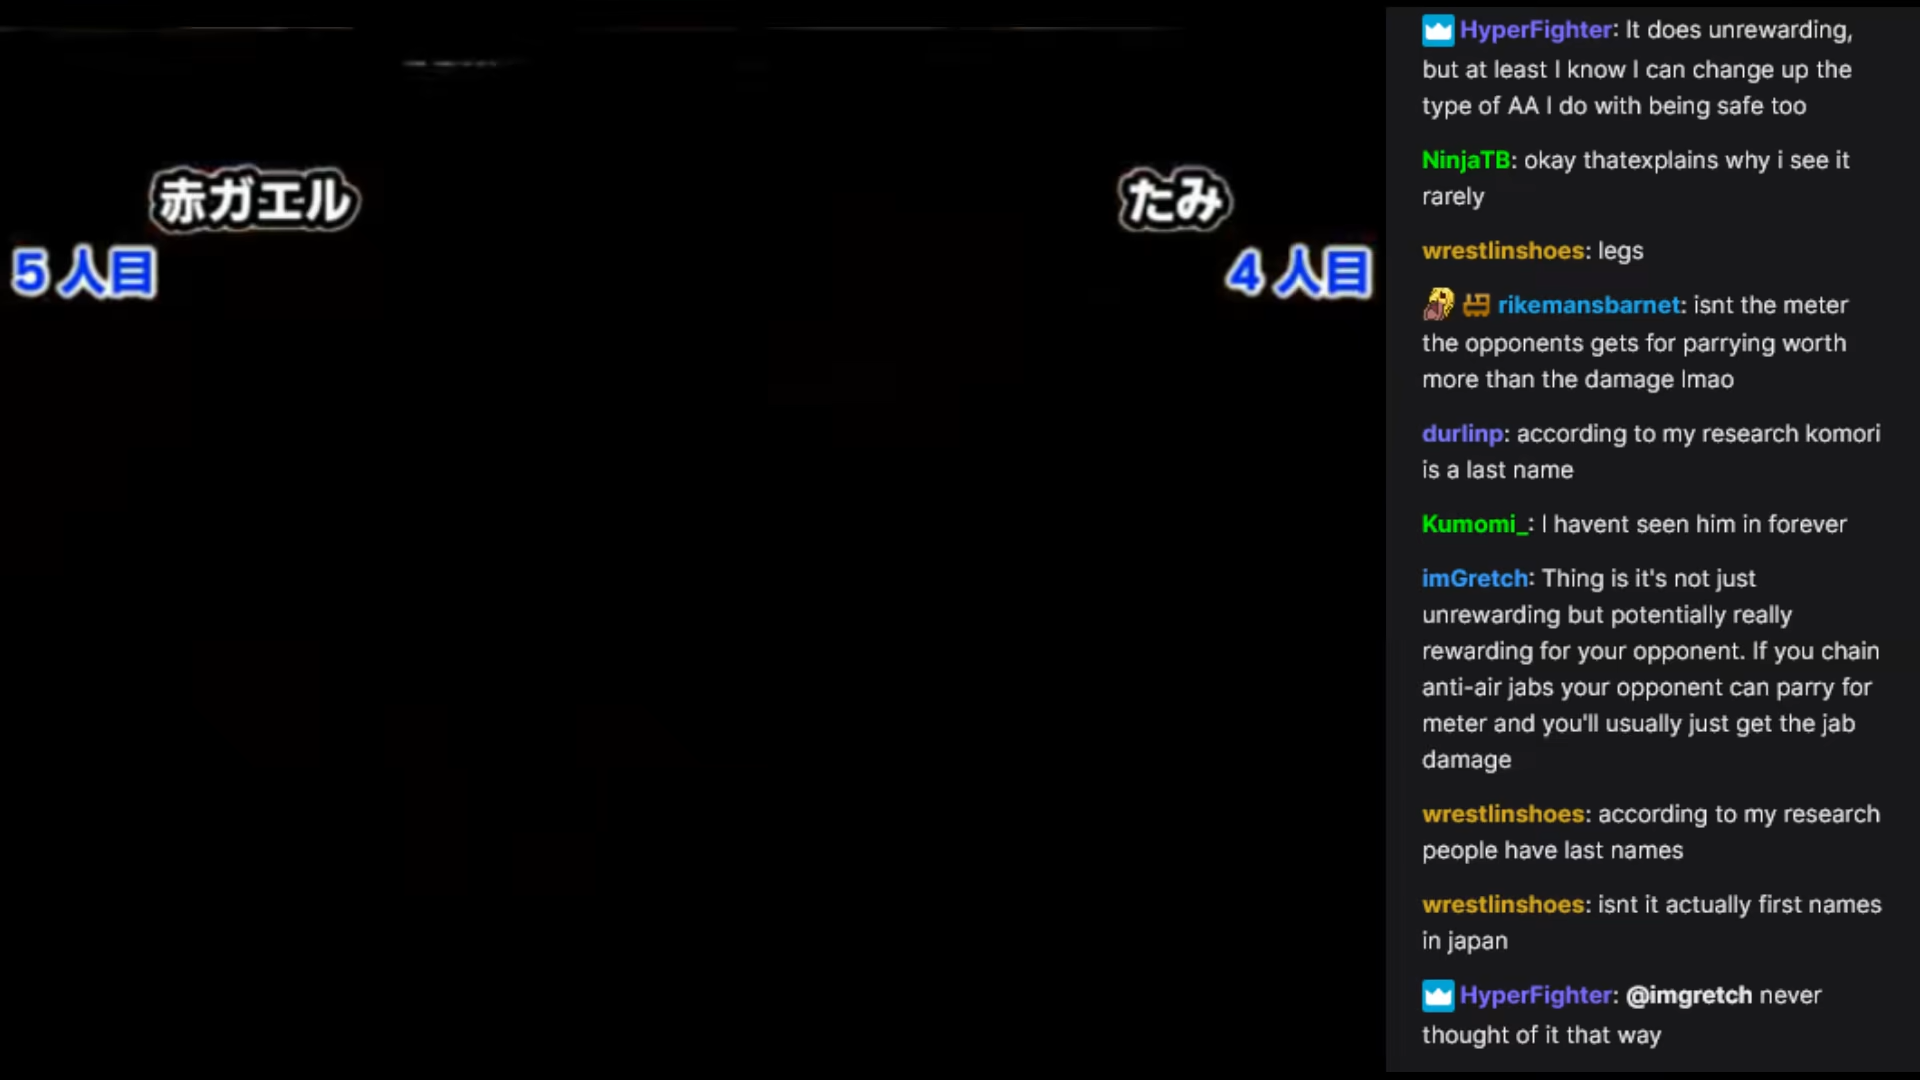 赤ガエル
たみ
5人目
4人目
HyperFighter: It does unrewarding,
but at least I know I can change up the
type of AA I do with being safe too
NinjaTB: okay thatexplains why i see it
rarely
wrestlinshoes: legs
rikemansbarnet: isnt the meter
the opponents gets for parrying worth
more than the damage lmao
durlinp: according to my research komori
is a last name
Kumomi_: I havent seen him in forever
imGretch: Thing is it's not just
unrewarding but potentially really
rewarding for your opponent. If you chain
anti-air jabs your opponent can parry for
meter and you'll usually just get the jab
damage
wrestlinshoes: according to my research
people have last names
wrestlinshoes: isnt it actually first names
in japan
HyperFighter: @imgretch never
thought of it that way